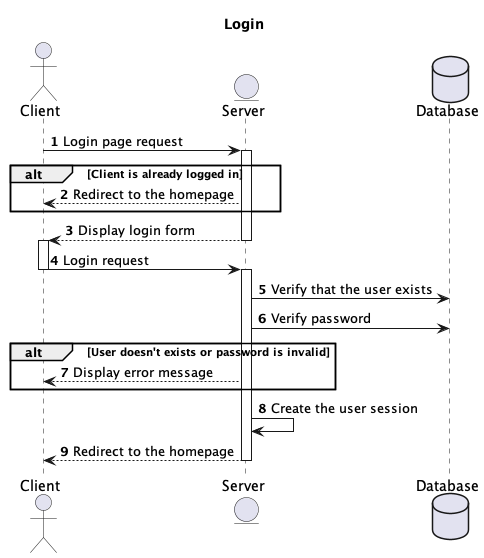 Login
Client
Server
Database
1 Login page request
alt [Client is already logged in]
2 Redirect to the homepage
3 Display login form
4 Login request
5 Verify that the user exists
6 Verify password
alt [User doesn't exists or password is invalid]
7 Display error message
8 Create the user session
9 Redirect to the homepage
Client
Server
Database